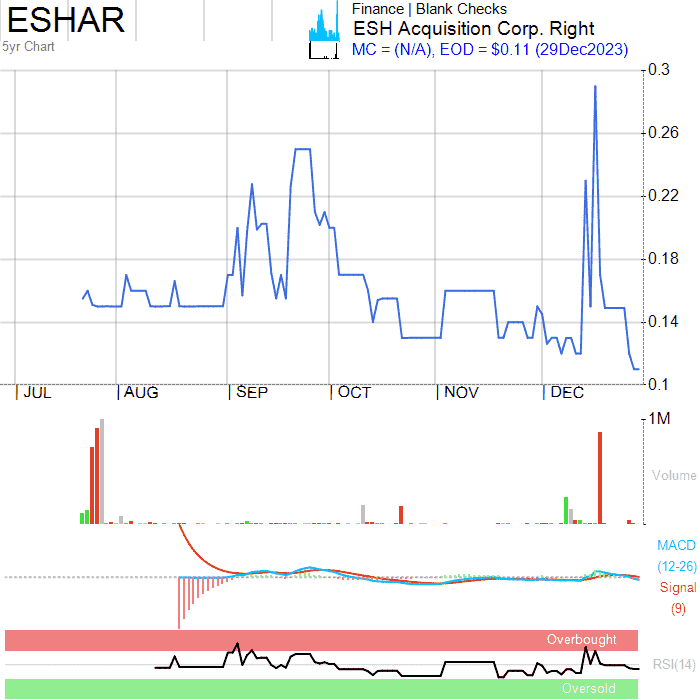 ESHAR
5yr Chart
Finance | Blank Checks
ESH Acquisition Corp. Right
MC = (N/A), EOD = $0.11 (29Dec2023)
0.3
0.26
0.22
0.18
0.14
0.1
JUL AUG SEP OCT NOV DEC
1M
Volume
MACD
(12-26)
Signal
(9)
Overbought
RSI(14)
Oversold